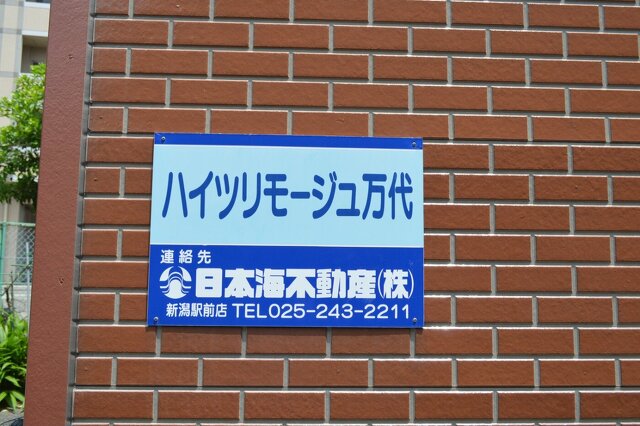 ハイツリモージュ万代
連絡先
日本海不動産(株)
新潟駅前店 TEL025-243-2211